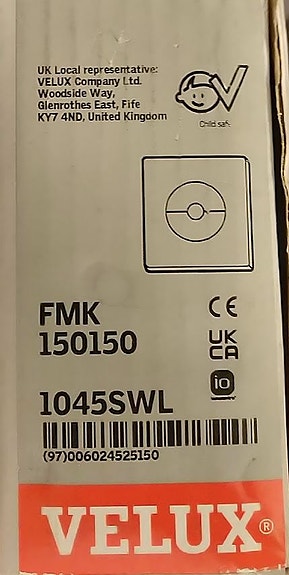 UK Local representative:
VELUX Company Ltd.
Woodside Way,
Glenrothes East, Fife
KY7 4ND, United Kingdom
Child safe
FMK
150150
CE
UK
CA
io
1045SWL
(97)006024525150
VELUX®